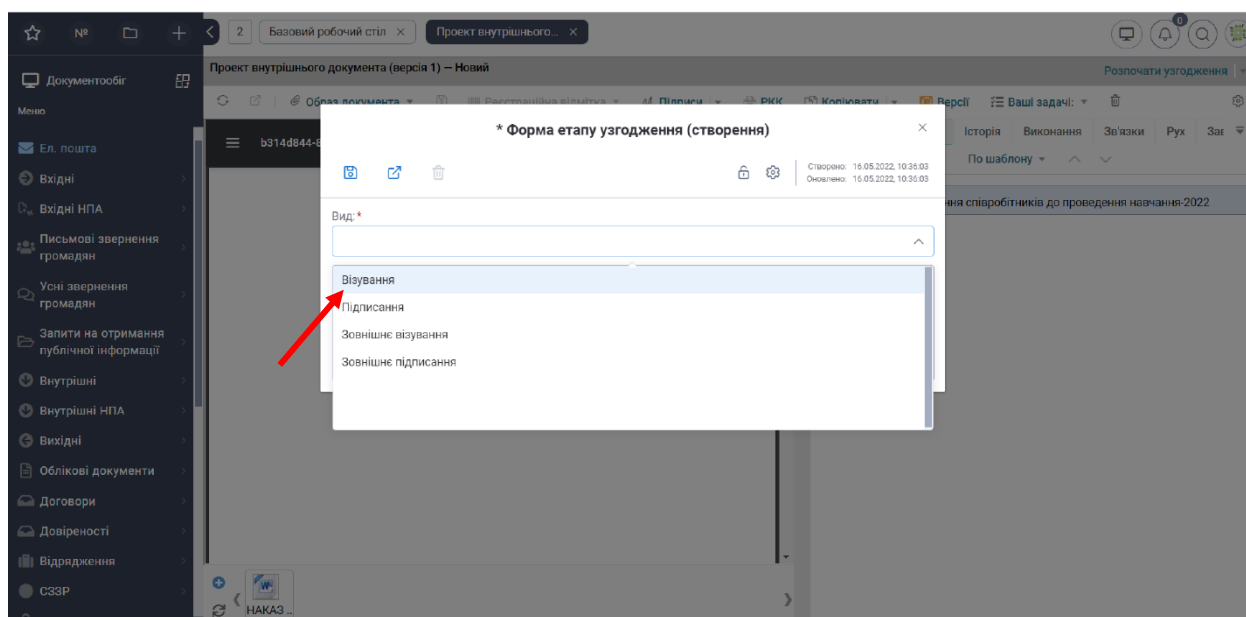 №
2
Базовий робочий стіл
Проект внутрішнього...
0
Документообіг
Проект внутрішнього документа (версія 1) — Новий
Розпочати узгодження
Меню
Образ документа
Реєстраційна відмітка
Підписи
РКК
Копіювати
Версії
Ваші задачі:
b314d844-8
* Форма етапу узгодження (створення)
Історія
Виконання
Зв'язки
Рух
По шаблону
Створено: 16.05.2022, 10:36:03
Оновлено: 16.05.2022, 10:36:03
ння співробітників до проведення навчання-2022
Вид: *
Візування
Підписання
Зовнішнє візування
Зовнішнє підписання
Ел. пошта
Вхідні
Вхідні НПА
Письмові звернення
громадян
Усні звернення
громадян
Запити на отримання
публічної інформації
Внутрішні
Внутрішні НПА
Вихідні
Облікові документи
Договори
Довіреності
Відрядження
СЗЗР
НАКАЗ ..